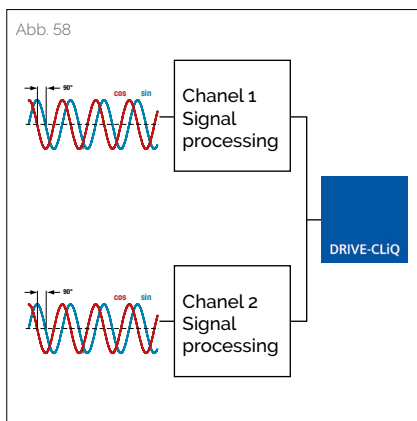 Abb. 58
90°
cos sin
Chanel 1
Signal
processing
DRIVE-CLiQ
90°
cos sin
Chanel 2
Signal
processing